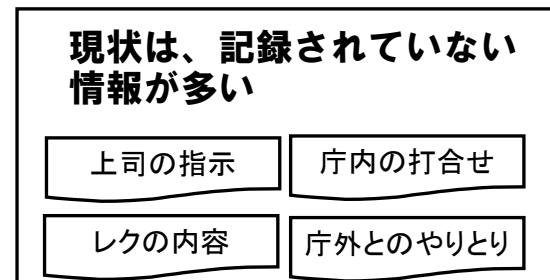 現状は、記録されていない
情報が多い
上司の指示
庁内の打合せ
レクの内容
庁外とのやりとり